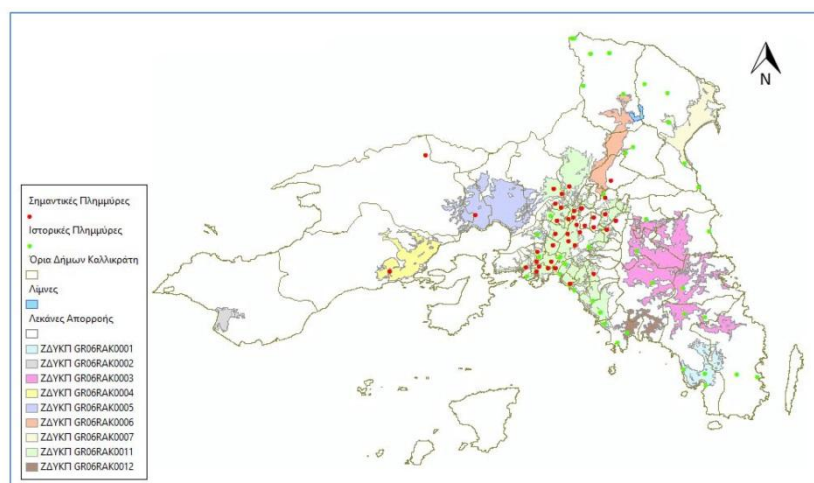 N
Σημαντικές Πλημμύρες
Ιστορικές Πλημμύρες
Όρια Δήμων Καλλικράτη
Λίμνες
Λεκάνες Απορροής
ΖΔΥΚΠ GR06RAK0001
ΖΔΥΚΠ GR06RAK0002
ΖΔΥΚΠ GR06RAK0003
ΖΔΥΚΠ GR06RAK0004
ΖΔΥΚΠ GR06RAK0005
ΖΔΥΚΠ GR06RAK0006
ΖΔΥΚΠ GR06RAK0007
ΖΔΥΚΠ GR06RAK0011
ΖΔΥΚΠ GR06RAK0012